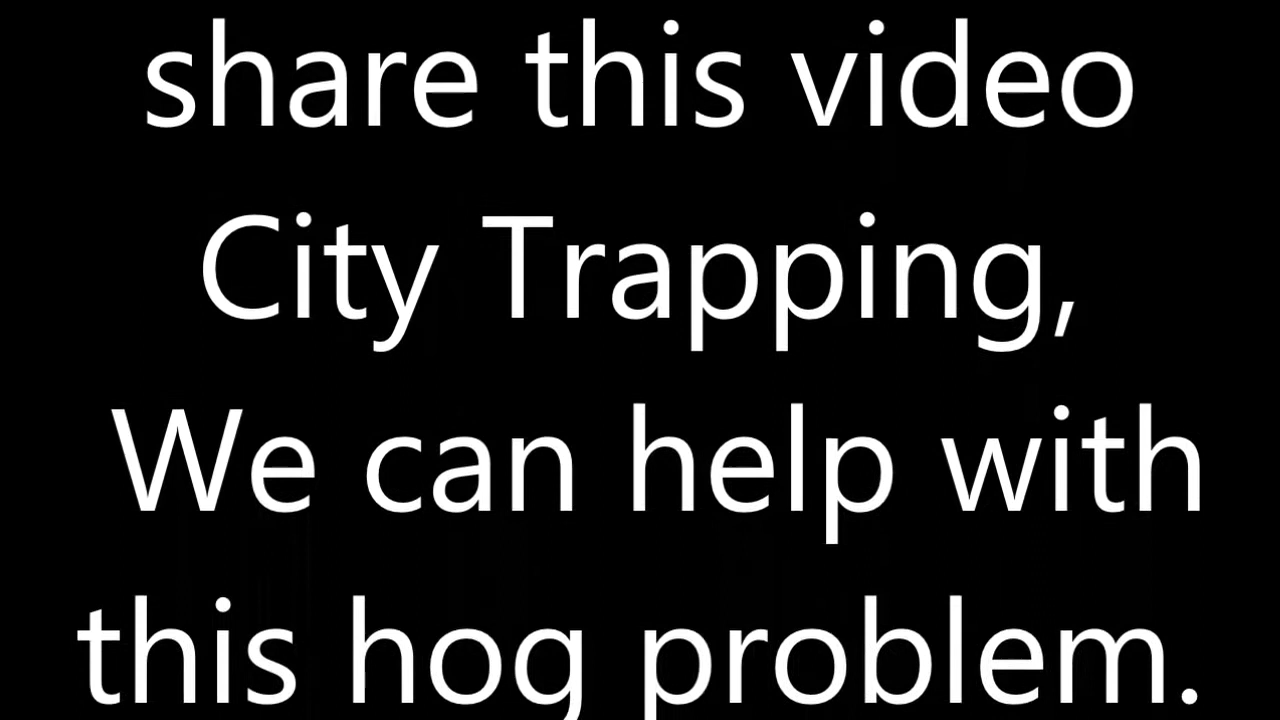 share this video
City Trapping,
We can help with
this hog problem.